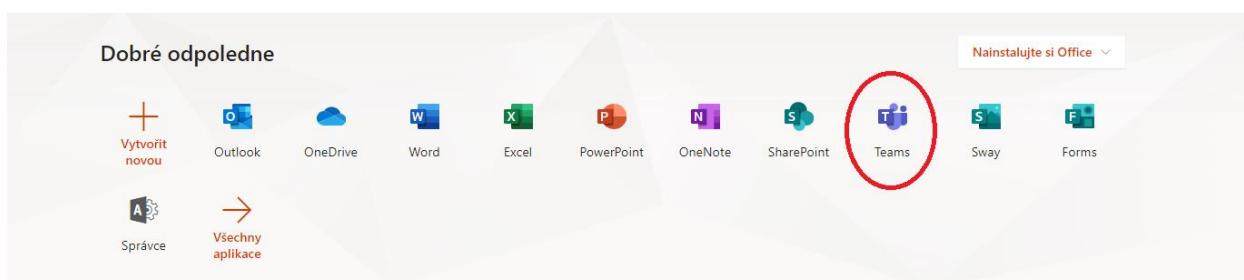 Dobré odpoledne
Nainstalujte si Office
Vytvořit
novou
Outlook
OneDrive
Word
Excel
PowerPoint
OneNote
SharePoint
Teams
Sway
Forms
Správce
Všechny
aplikace